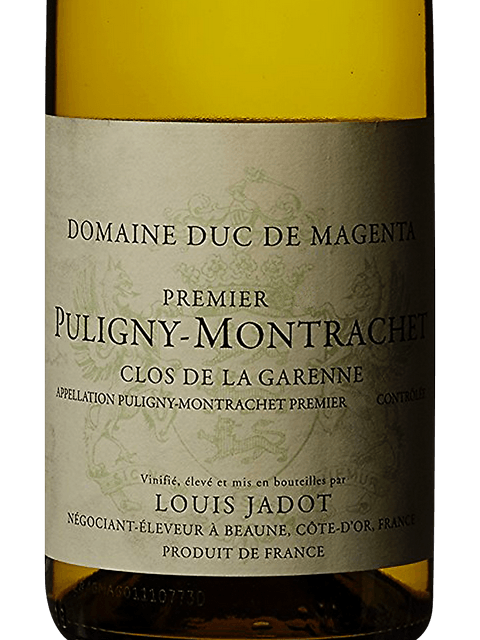 DOMAINE DUC DE MAGENTA
PREMIER
PULIGNY-MONTRACHET
CLOS DE LA GARENNE
APPELLATION PULIGNY-MONTRACHET PREMIER CONTRÔLÉE
Vinifié, élevé et mis en bouteilles par
LOUIS JADOT
NÉGOCIANT-ÉLEVEUR À BEAUNE, CÔTE-D'OR, FRANCE
PRODUIT DE FRANCE